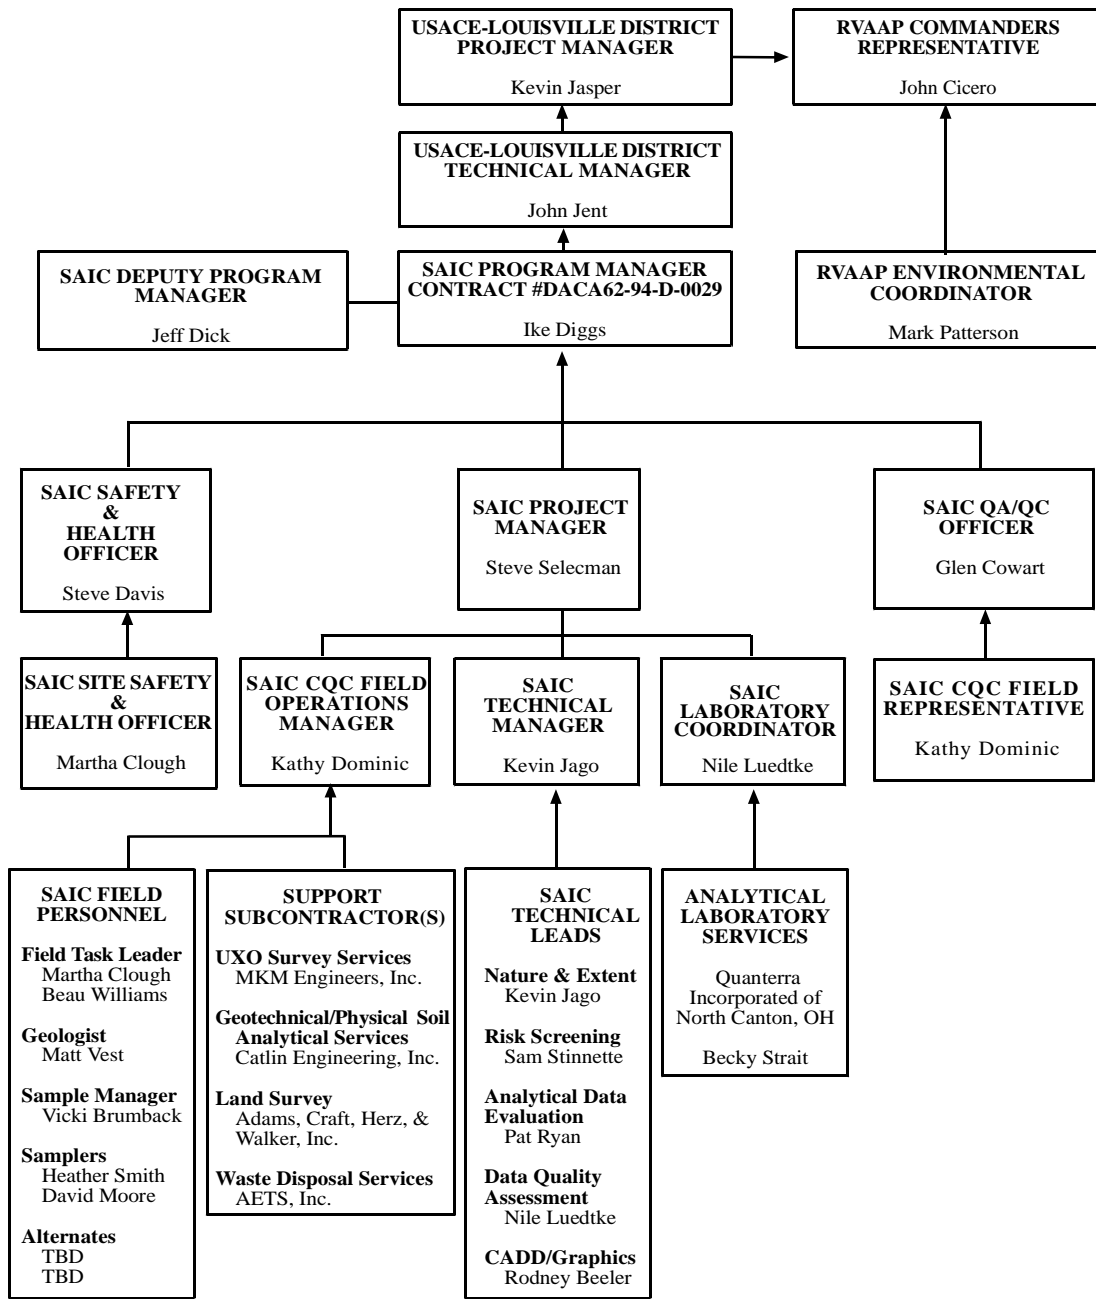 USACE-LOUISVILLE DISTRICT
PROJECT MANAGER
Kevin Jasper
RVAAP COMMANDERS
REPRESENTATIVE
John Cicero
USACE-LOUISVILLE DISTRICT
TECHNICAL MANAGER
John Jent
SAIC DEPUTY PROGRAM
MANAGER
Jeff Dick
SAIC PROGRAM MANAGER
CONTRACT #DACA62-94-D-0029
Ike Diggs
RVAAP ENVIRONMENTAL
COORDINATOR
Mark Patterson
SAIC SAFETY
&
HEALTH
OFFICER
Steve Davis
SAIC PROJECT
MANAGER
Steve Selecman
SAIC QA/QC
OFFICER
Glen Cowart
SAIC SITE SAFETY
&
HEALTH OFFICER
Martha Clough
SAIC CQC FIELD
OPERATIONS
MANAGER
Kathy Dominic
SAIC
TECHNICAL
MANAGER
Kevin Jago
SAIC
LABORATORY
COORDINATOR
Nile Luedtke
SAIC CQC FIELD
REPRESENTATIVE
Kathy Dominic
SAIC FIELD
PERSONNEL
Field Task Leader
Martha Clough
Beau Williams
Geologist
Matt Vest
Sample Manager
Vicki Brumback
Samplers
Heather Smith
David Moore
Alternates
TBD
TBD
SUPPORT
SUBCONTRACTOR(S)
UXO Survey Services
MKM Engineers, Inc.
Geotechnical/Physical Soil
Analytical Services
Catlin Engineering, Inc.
Land Survey
Adams, Craft, Herz, &
Walker, Inc.
Waste Disposal Services
AETS, Inc.
SAIC
TECHNICAL
LEADS
Nature & Extent
Kevin Jago
Risk Screening
Sam Stinnette
Analytical Data
Evaluation
Pat Ryan
Data Quality
Assessment
Nile Luedtke
CADD/Graphics
Rodney Beeler
ANALYTICAL
LABORATORY
SERVICES
Quanterra
Incorporated of
North Canton, OH
Becky Strait